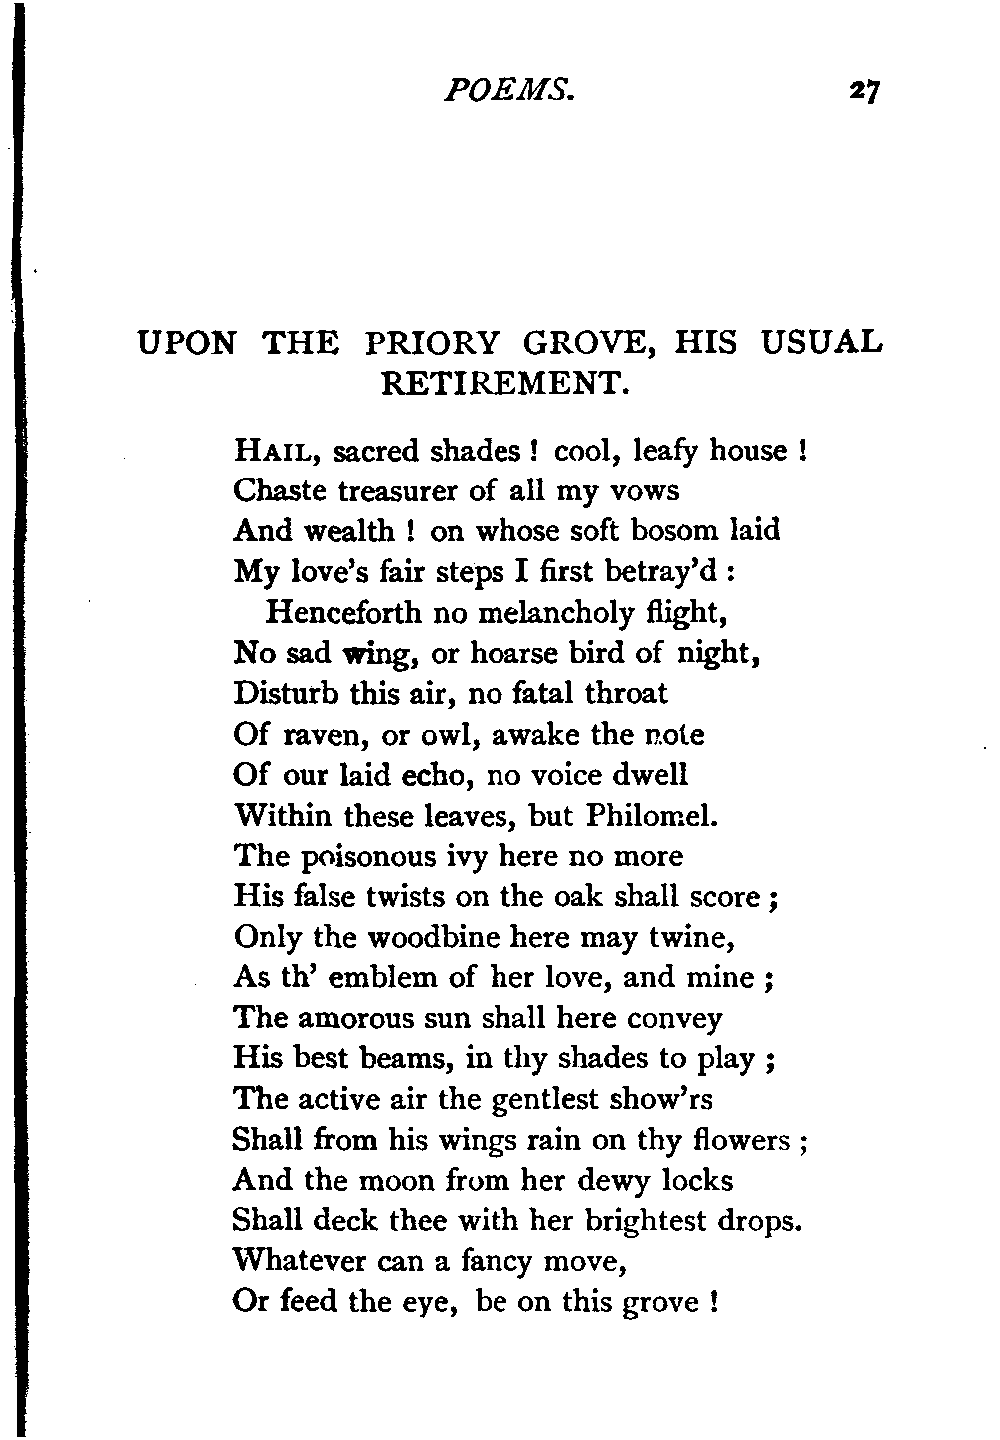 POEMS. 27
UPON THE PRIORY GROVE, HIS USUAL
RETIREMENT.
HAIL, sacred shades ! cool, leafy house !
Chaste treasurer of all my vows
And wealth ! on whose soft bosom laid
My love's fair steps I first betray'd :
Henceforth no melancholy flight,
No sad wing, or hoarse bird of night,
Disturb this air, no fatal throat
Of raven, or owl, awake the note
Of our laid echo, no voice dwell
Within these leaves, but Philomel.
The poisonous ivy here no more
His false twists on the oak shall score ;
Only the woodbine here may twine,
As th' emblem of her love, and mine ;
The amorous sun shall here convey
His best beams, in thy shades to play ;
The active air the gentlest show'rs
Shall from his wings rain on thy flowers ;
And the moon from her dewy locks
Shall deck thee with her brightest drops.
Whatever can a fancy move,
Or feed the eye, be on this grove !